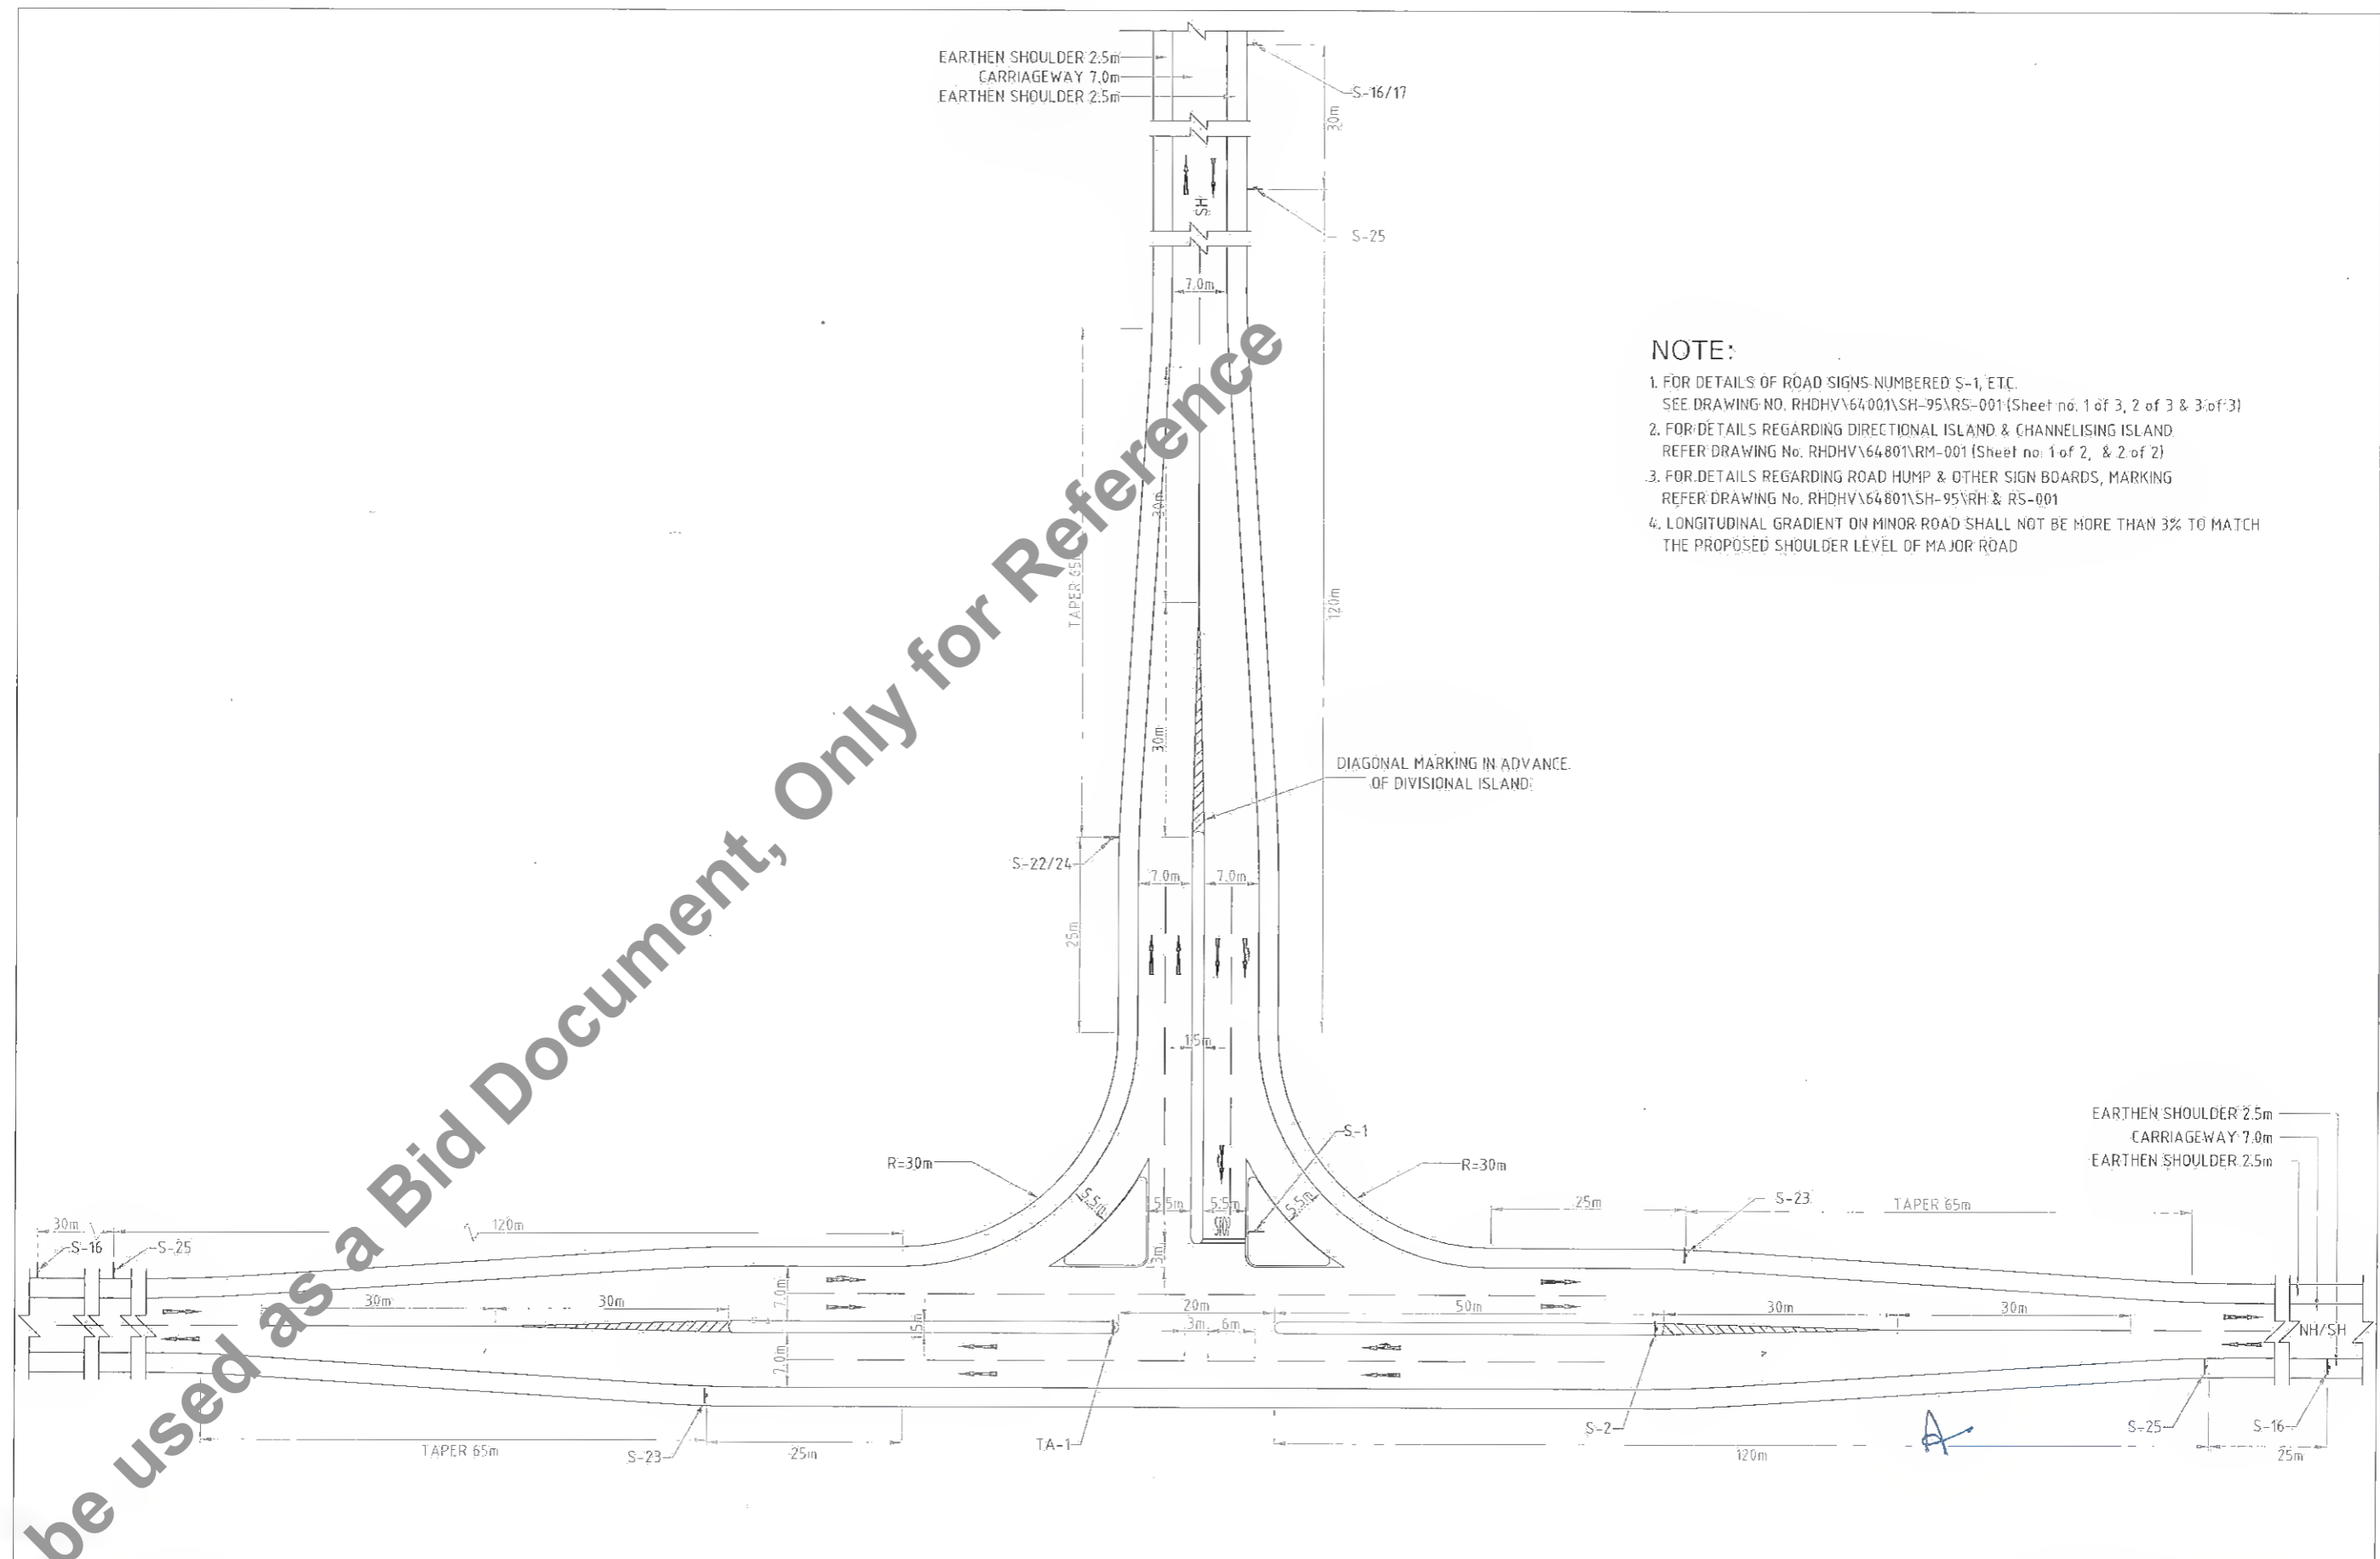 EARTHEN SHOULDER 2.5m
CARRIAGEWAY 7.0m
EARTHEN SHOULDER 2.5m
S-16/17
30m
SH
S-25
7.0m
NOTE:
1. FOR DETAILS OF ROAD SIGNS NUMBERED S-1, ETC.
SEE DRAWING NO. RHDHV\64001\SH-95\RS-001 (Sheet no. 1 of 3, 2 of 3 & 3 of 3)
2. FOR DETAILS REGARDING DIRECTIONAL ISLAND & CHANNELISING ISLAND
REFER DRAWING No. RHDHV\64801\RM-001 (Sheet no. 1 of 2, & 2 of 2)
3. FOR DETAILS REGARDING ROAD HUMP & OTHER SIGN BOARDS, MARKING
REFER DRAWING No. RHDHV\64801\SH-95\RH & RS-001
4. LONGITUDINAL GRADIENT ON MINOR ROAD SHALL NOT BE MORE THAN 3% TO MATCH
THE PROPOSED SHOULDER LEVEL OF MAJOR ROAD
30m
TAPER 65
120m
30m
DIAGONAL MARKING IN ADVANCE
OF DIVISIONAL ISLAND
S-22/24
7.0m
7.0m
25m
1.5m
S-1
R=30m
R=30m
5.5m
5.5m
5.5m
5.5m
STOP
3m
EARTHEN SHOULDER 2.5m
CARRIAGEWAY 7.0m
EARTHEN SHOULDER 2.5m
25m
S-23
TAPER 65m
30m
120m
S-16
S-25
30m
30m
7.0m
20m
50m
30m
30m
1.5m
3m
6m
NH/SH
7.0m
TAPER 65m
S-23
25m
TA-1
S-2
120m
S-25
S-16
25m
be used as a Bid Document, Only for Reference